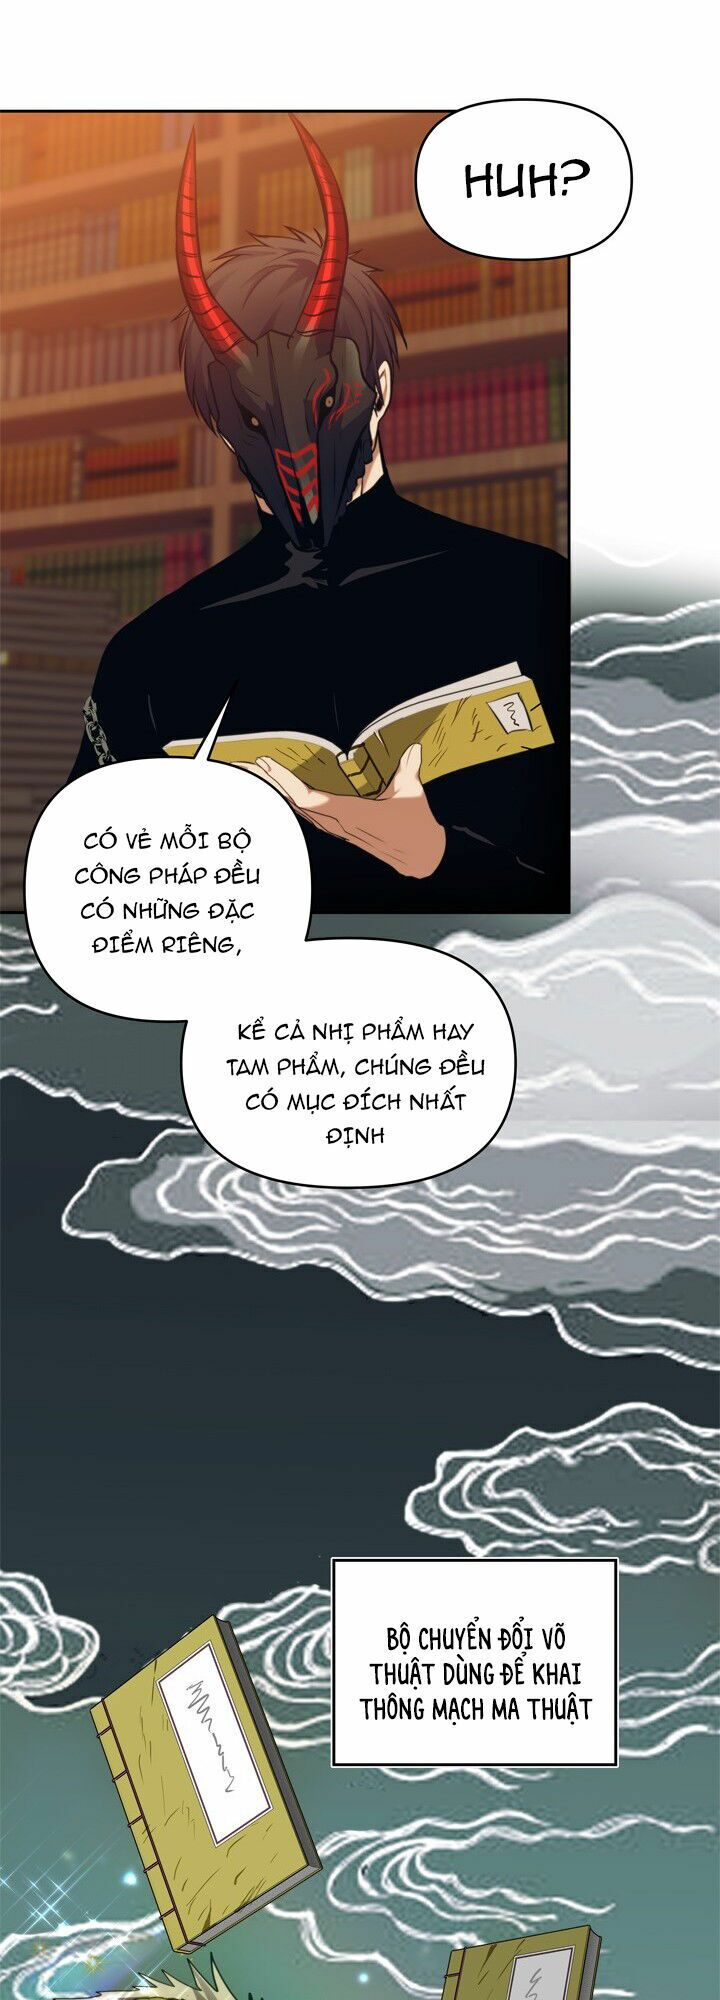 HUH?
CÓ VẺ MỖI BỘ
CÔNG PHÁP ĐỀU
CÓ NHỮNG ĐẶC
ĐIỂM RIÊNG,
KỂ CẢ NHỊ PHẨM HAY
TAM PHẨM, CHÚNG ĐỀU
CÓ MỤC ĐÍCH NHẤT
ĐỊNH
BỘ CHUYỂN ĐỔI VÕ
THUẬT DÙNG ĐỂ KHAI
THÔNG MẠCH MA THUẬT